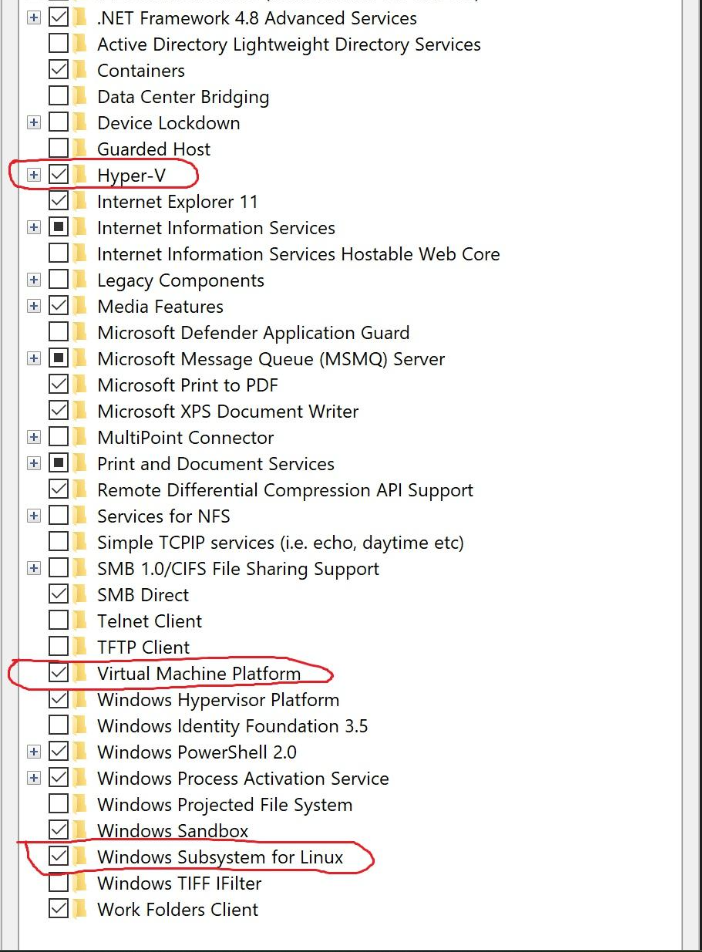 .NET Framework 4.8 Advanced Services
Active Directory Lightweight Directory Services
Containers
Data Center Bridging
Device Lockdown
Guarded Host
Hyper-V
Internet Explorer 11
Internet Information Services
Internet Information Services Hostable Web Core
Legacy Components
Media Features
Microsoft Defender Application Guard
Microsoft Message Queue (MSMQ) Server
Microsoft Print to PDF
Microsoft XPS Document Writer
MultiPoint Connector
Print and Document Services
Remote Differential Compression API Support
Services for NFS
Simple TCPIP services (i.e. echo, daytime etc)
SMB 1.0/CIFS File Sharing Support
SMB Direct
Telnet Client
TFTP Client
Virtual Machine Platform
Windows Hypervisor Platform
Windows Identity Foundation 3.5
Windows PowerShell 2.0
Windows Process Activation Service
Windows Projected File System
Windows Sandbox
Windows Subsystem for Linux
Windows TIFF IFilter
Work Folders Client